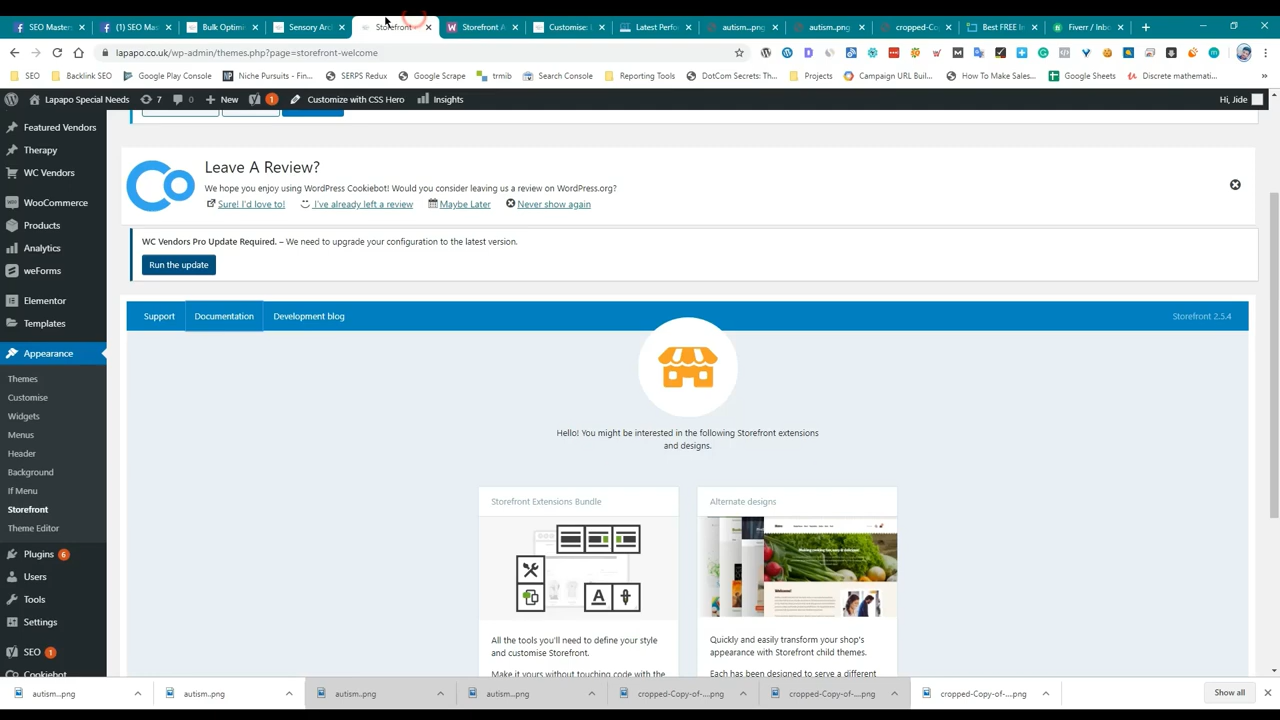 SEO Master
(1) SEO M
Bulk Optimi
Sensory Arc
Storefront
Storefront A
Customise:
Latest Perfo
autism...png
autism...png
cropped-Co
Best FREE In
Fiverr / Inbo
lapapo.co.uk/wp-admin/themes.php?page=storefront-welcome
SEO
Backlink SEO
Google Play Console
Niche Pursuits - Fin...
SERPS Redux
Google Scrape
trmib
Search Console
Reporting Tools
DotCom Secrets: Th...
Projects
Campaign URL Buil...
How To Make Sales...
Google Sheets
Discrete mathemati...
Lapapo Special Needs
7
0
New
1
Customize with CSS Hero
Insights
Hi, Jide
Featured Vendors
Therapy
WC Vendors
WooCommerce
Products
Analytics
weForms
Elementor
Templates
Appearance
Themes
Customise
Widgets
Menus
Header
Background
If Menu
Storefront
Theme Editor
Plugins 6
Users
Tools
Settings
SEO 1
Cookiebot
Leave A Review?
We hope you enjoy using WordPress Cookiebot! Would you consider leaving us a review on WordPress.org?
Sure! I'd love to!
I've already left a review
Maybe Later
Never show again
WC Vendors Pro Update Required. – We need to upgrade your configuration to the latest version.
Run the update
Support
Documentation
Development blog
Storefront 2.5.4
Hello! You might be interested in the following Storefront extensions
and designs.
Storefront Extensions Bundle
All the tools you'll need to define your style
and customise Storefront.
Make it yours without touching code with the
Alternate designs
Quickly and easily transform your shop's
appearance with Storefront child themes.
Each has been designed to serve a different
autism...png
autism...png
autism...png
autism...png
cropped-Copy-of-....png
cropped-Copy-of-....png
cropped-Copy-of-....png
Show all